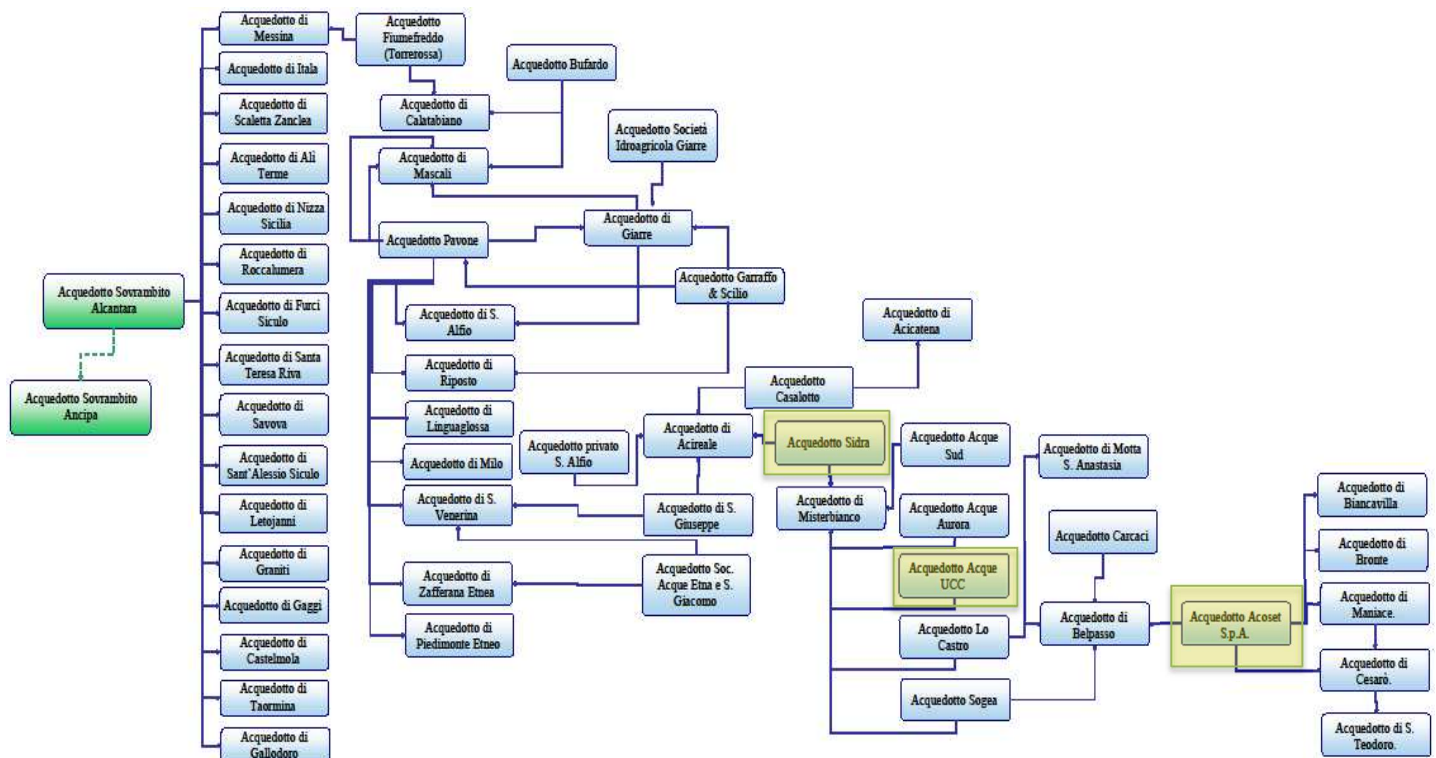 Acquedotto Sovrambito
Alcantara
Acquedotto Sovrambito
Ancipa
Acquedotto di
Messina
Acquedotto di Itala
Acquedotto di
Scaletta Zanclea
Acquedotto di Alì
Terme
Acquedotto di Nizza
Sicilia
Acquedotto di
Roccalumera
Acquedotto di Furci
Siculo
Acquedotto di Santa
Teresa Riva
Acquedotto di
Savova
Acquedotto di
Sant'Alessio Siculo
Acquedotto di
Letojanni
Acquedotto di
Graniti
Acquedotto di Gaggi
Acquedotto di
Castelmola
Acquedotto di
Taormina
Acquedotto di
Gallodoro
Acquedotto
Fiumefreddo
(Torrerossa)
Acquedotto di
Calatabiano
Acquedotto di
Mascali
Acquedotto Pavone
Acquedotto di S.
Alfio
Acquedotto di
Riposto
Acquedotto di
Linguaglossa
Acquedotto di Milo
Acquedotto di S.
Venerina
Acquedotto di
Zafferana Etnea
Acquedotto di
Piedimonte Etneo
Acquedotto Bufardo
Acquedotto Società
Idroagricola Giarre
Acquedotto di
Giarre
Acquedotto Garraffo
& Scilio
Acquedotto privato
S. Alfio
Acquedotto di
Acireale
Acquedotto di S.
Giuseppe
Acquedotto Soc.
Acque Etna e S.
Giacomo
Acquedotto
Casalotto
Acquedotto di
Acicatena
Acquedotto Sidra
Acquedotto di
Misterbianco
Acquedotto Acque
Sud
Acquedotto Acque
Aurora
Acquedotto Acque
UCC
Acquedotto Lo
Castro
Acquedotto Sogea
Acquedotto di Motta
S. Anastasia
Acquedotto Carcaci
Acquedotto di
Belpasso
Acquedotto Acoset
S.p.A.
Acquedotto di
Biancavilla
Acquedotto di
Bronte
Acquedotto di
Maniace.
Acquedotto di
Cesarò.
Acquedotto di S.
Teodoro.